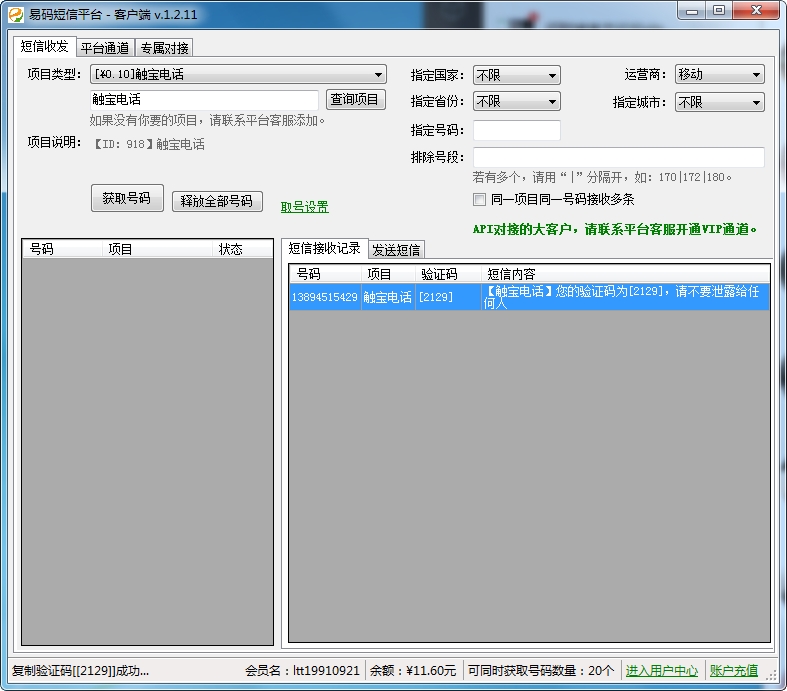 易码短信平台 - 客户端 v.1.2.11
短信收发 平台通道 专属对接
项目类型: [¥0.10]触宝电话
触宝电话 查询项目
如果没有你要的项目，请联系平台客服添加。
项目说明: 【ID: 918】触宝电话
获取号码 释放全部号码 取号设置
指定国家: 不限 运营商: 移动
指定省份: 不限 指定城市: 不限
指定号码:
排除号段:
若有多个，请用“|”分隔开，如: 170|172|180。
同一项目同一号码接收多条
API对接的大客户，请联系平台客服开通VIP通道。
号码 项目 状态
短信接收记录 发送短信
号码 项目 验证码 短信内容
13894515429 触宝电话 [2129] 【触宝电话】您的验证码为[2129]，请不要泄露给任
何人
复制验证码[[2129]]成功... 会员名：ltt19910921 余额：¥11.60元 可同时获取号码数量：20个 进入用户中心 账户充值